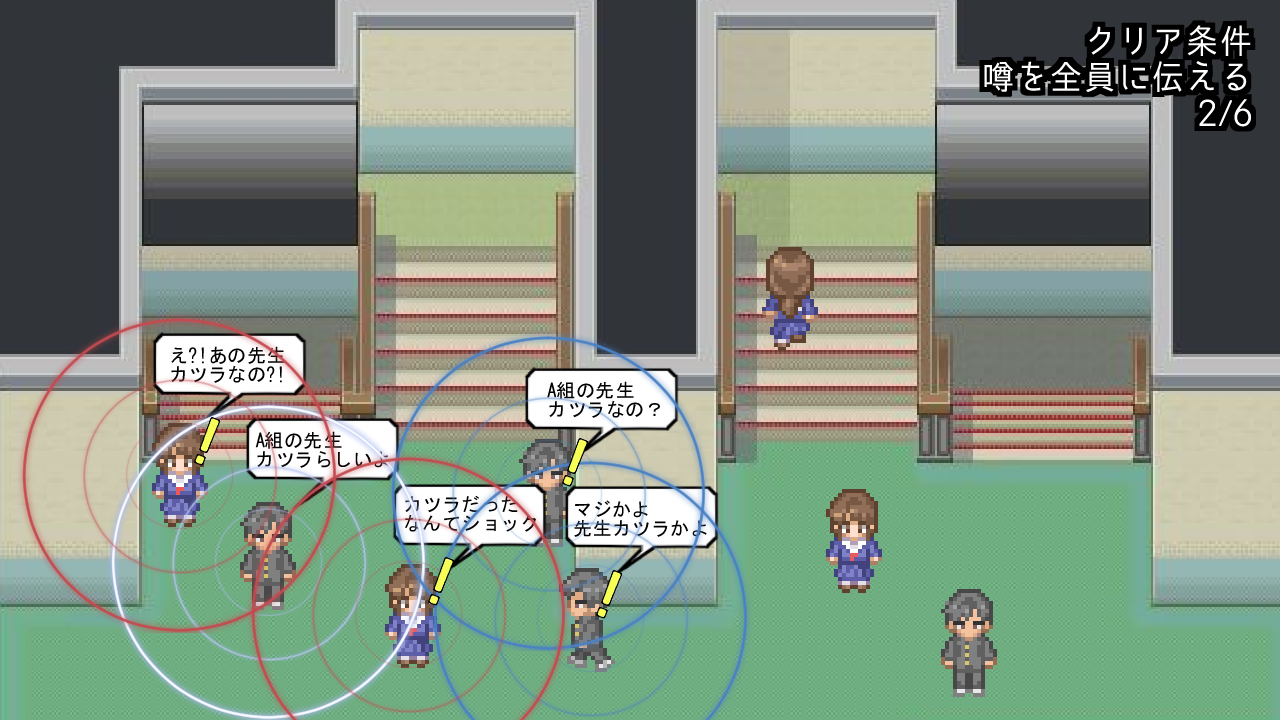 クリア条件
噂を全員に伝える
2/6
え?!あの先生
カツラなの?!
A組の先生
カツラらしいよ
A組の先生
カツラなの？
カツラだった
なんてショック
マジかよ
先生カツラかよ